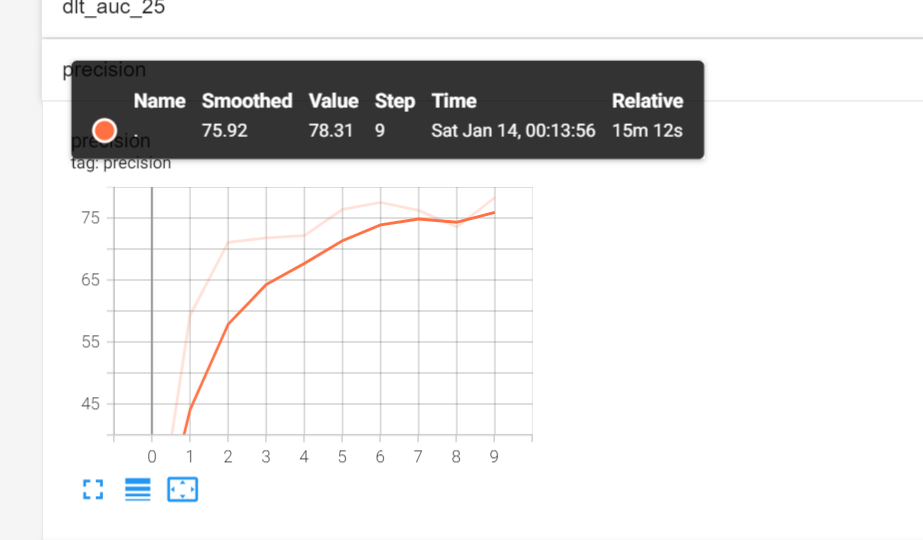 dlt_auc_25
precision
Name Smoothed Value Step Time Relative
. 75.92 78.31 9 Sat Jan 14, 00:13:56 15m 12s
precision
tag: precision
75
65
55
45
0 1 2 3 4 5 6 7 8 9